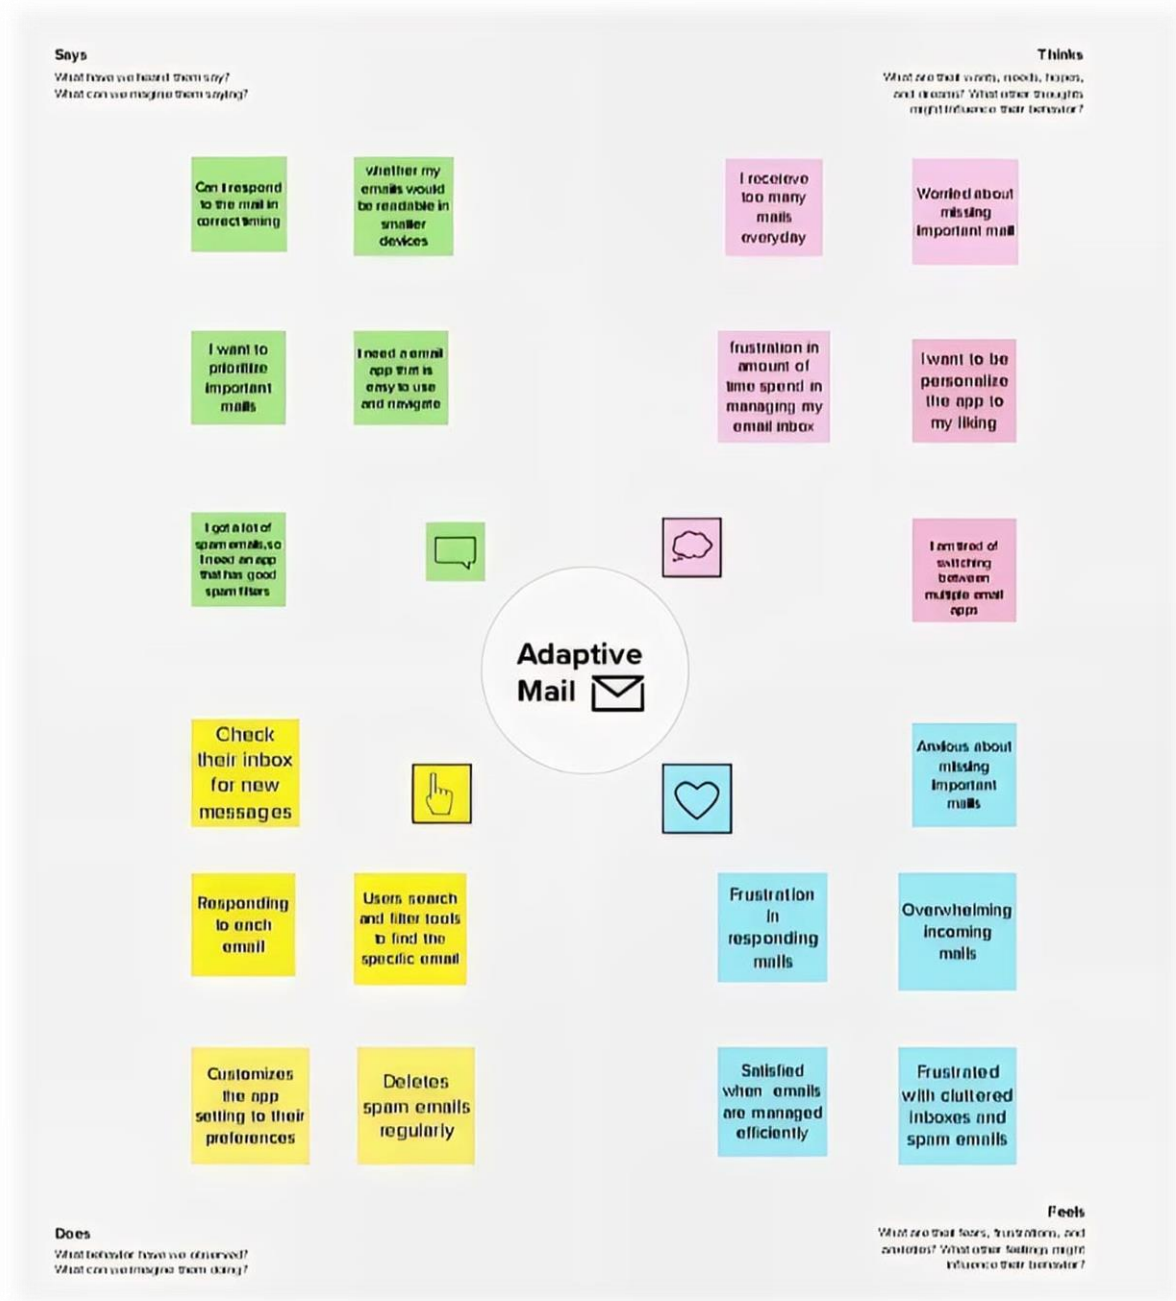 Says
What have we heard them say?
What can we imagine them saying?
Thinks
What are their wants, needs, hopes,
and dreams? What other thoughts
might influence their behavior?
Can I respond
to the mail in
correct timing
whether my
emails would
be readable in
smaller
devices
I receieve
too many
mails
everyday
Worried about
missing
important mail
I want to
prioritize
important
mails
I need a email
app that is
easy to use
and navigate
frustration in
amount of
time spend in
managing my
email inbox
I want to be
personalize
the app to
my liking
I got a lot of
spam emails,so
I need an app
that has good
spam filters
I am tired of
switching
between
multiple email
apps
Adaptive
Mail
Check
their inbox
for new
messages
Anxious about
missing
important
mails
Responding
to each
email
Users search
and filter tools
to find the
specific email
Frustration
in
responding
mails
Overwhelming
incoming
mails
Customizes
the app
setting to their
preferences
Deletes
spam emails
regularly
Satisfied
when emails
are managed
efficiently
Frustrated
with cluttered
inboxes and
spam emails
Does
What behavior have we observed?
What can we imagine them doing?
Feels
What are their fears, frustrations, and
anxieties? What other feelings might
influence their behavior?